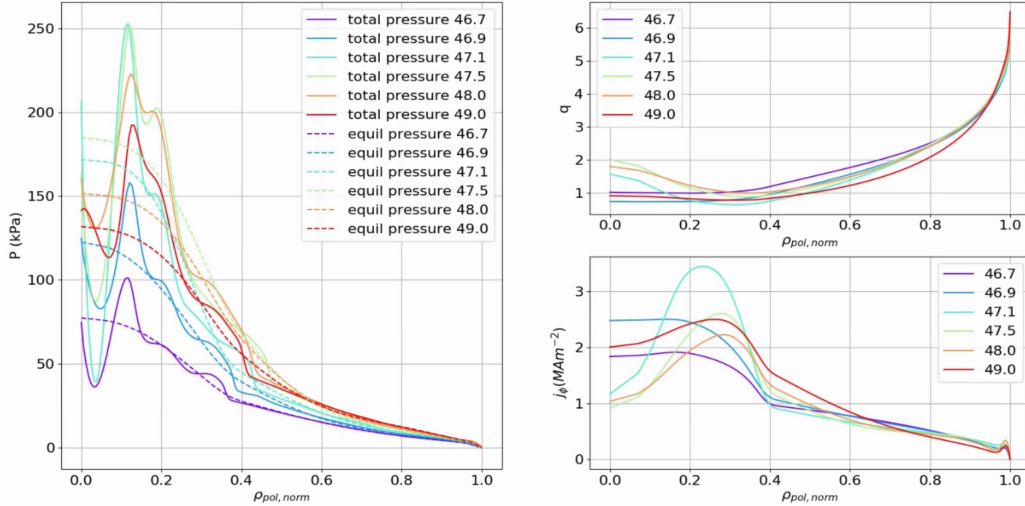 P (kPa)
250
200
150
100
50
0
total pressure 46.7
total pressure 46.9
total pressure 47.1
total pressure 47.5
total pressure 48.0
total pressure 49.0
equil pressure 46.7
equil pressure 46.9
equil pressure 47.1
equil pressure 47.5
equil pressure 48.0
equil pressure 49.0
0.0 0.2 0.4 0.6 0.8 1.0
ρpol, norm
q
6
5
4
3
2
1
46.7
46.9
47.1
47.5
48.0
49.0
0.0 0.2 0.4 0.6 0.8 1.0
ρpol, norm
jϕ(MAm−2)
3
2
1
0
46.7
46.9
47.1
47.5
48.0
49.0
0.0 0.2 0.4 0.6 0.8 1.0
ρpol, norm